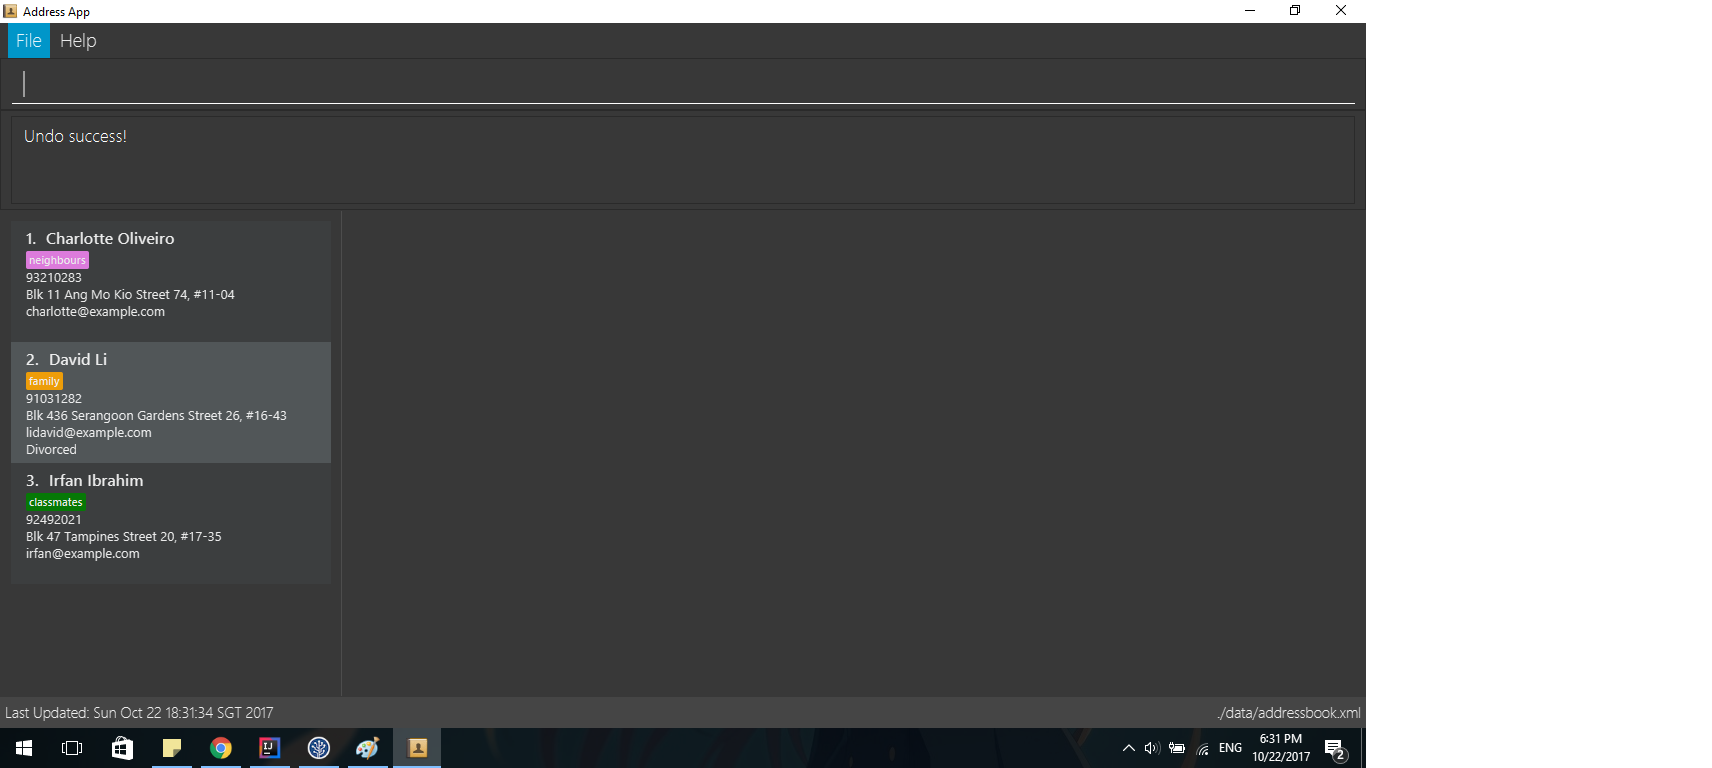 Address App
File Help
Undo success!
1. Charlotte Oliveiro
neighbours
93210283
Blk 11 Ang Mo Kio Street 74, #11-04
charlotte@example.com
2. David Li
family
91031282
Blk 436 Serangoon Gardens Street 26, #16-43
lidavid@example.com
Divorced
3. Irfan Ibrahim
classmates
92492021
Blk 47 Tampines Street 20, #17-35
irfan@example.com
Last Updated: Sun Oct 22 18:31:34 SGT 2017
./data/addressbook.xml
IJ
ENG
6:31 PM
10/22/2017
2